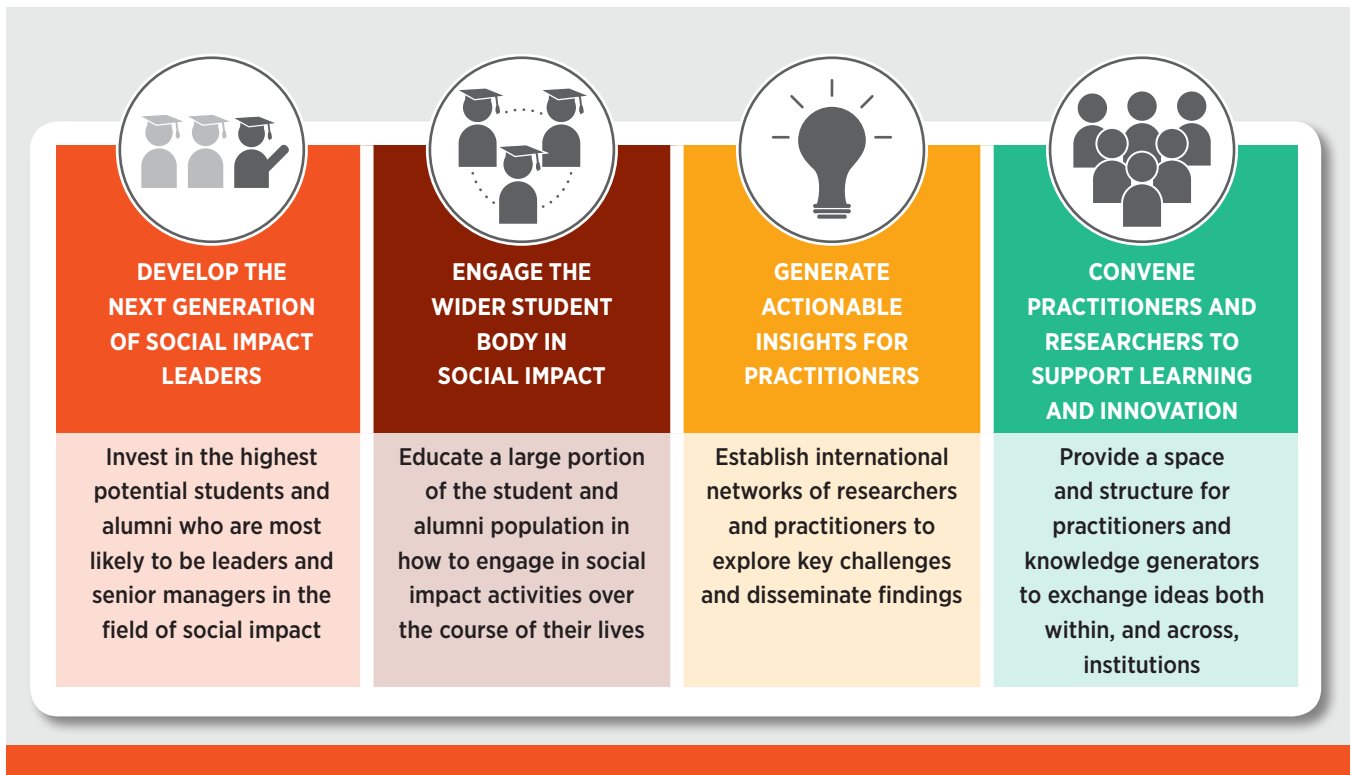 DEVELOP THE
NEXT GENERATION
OF SOCIAL IMPACT
LEADERS
Invest in the highest
potential students and
alumni who are most
likely to be leaders and
senior managers in the
field of social impact
ENGAGE THE
WIDER STUDENT
BODY IN
SOCIAL IMPACT
Educate a large portion
of the student and
alumni population in
how to engage in social
impact activities over
the course of their lives
GENERATE
ACTIONABLE
INSIGHTS FOR
PRACTITIONERS
Establish international
networks of researchers
and practitioners to
explore key challenges
and disseminate findings
CONVENE
PRACTITIONERS AND
RESEARCHERS TO
SUPPORT LEARNING
AND INNOVATION
Provide a space
and structure for
practitioners and
knowledge generators
to exchange ideas both
within, and across,
institutions